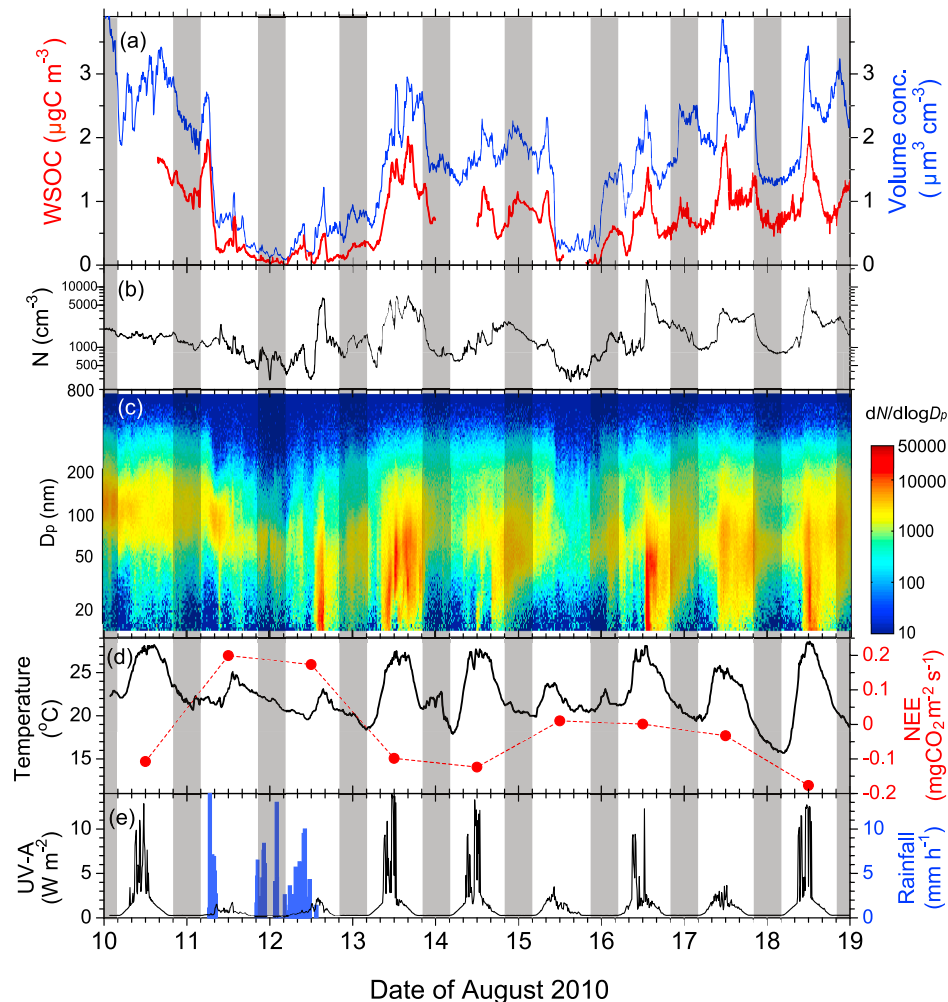 (a)
WSOC (µgC m-3)
3
2
1
0
3
2
1
0
Volume conc.
( µm3 cm-3)
(b)
N (cm-3)
10000
5000
1000
500
800
(c)
Dp (nm)
200
100
50
20
dN/dlogDp
50000
10000
1000
100
10
(d)
Temperature
(oC)
25
20
15
0.2
0.1
0
-0.1
-0.2
NEE
(mgCO2 m-2 s-1)
(e)
UV-A
(W m-2)
10
5
0
10
5
0
Rainfall
(mm h-1)
10 11 12 13 14 15 16 17 18 19
Date of August 2010